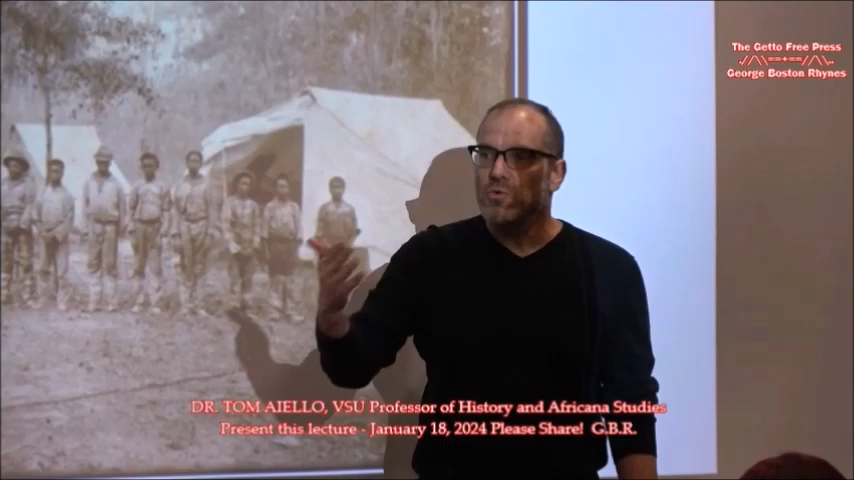 The Getto Free Press
George Boston Rhynes
DR. TOM AIELLO, VSU Professor of History and Africana Studies
Present this lecture - January 18, 2024 Please Share! G.B.R.